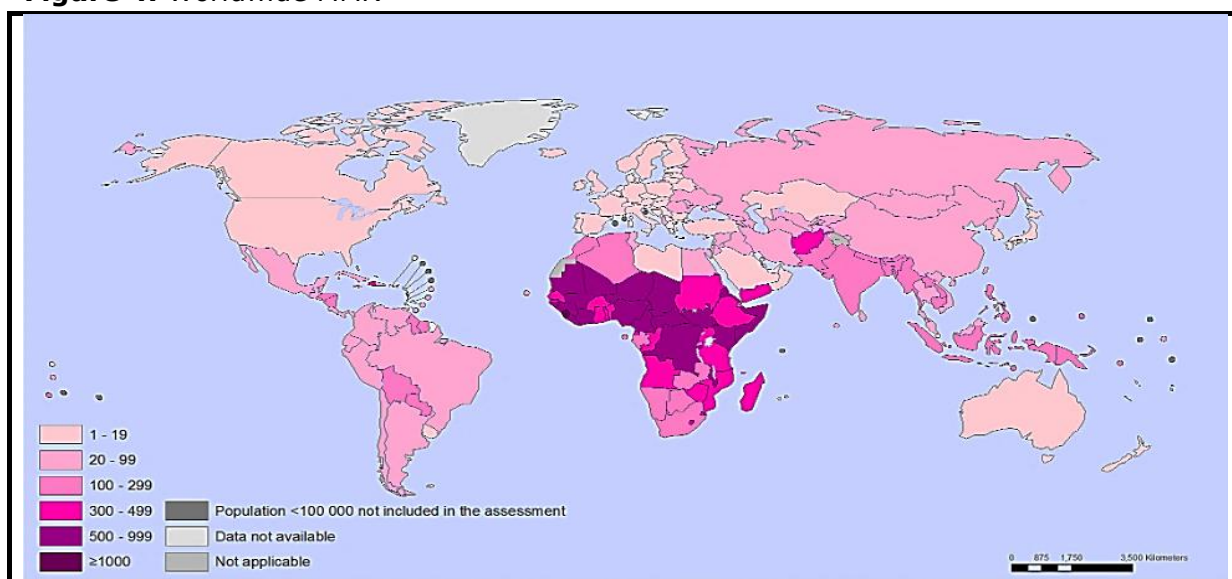 1 - 19
20 - 99
100 - 299
300 - 499
500 - 999
≥1000
Population <100 000 not included in the assessment
Data not available
Not applicable
0 875 1,750 3,500 Kilometers